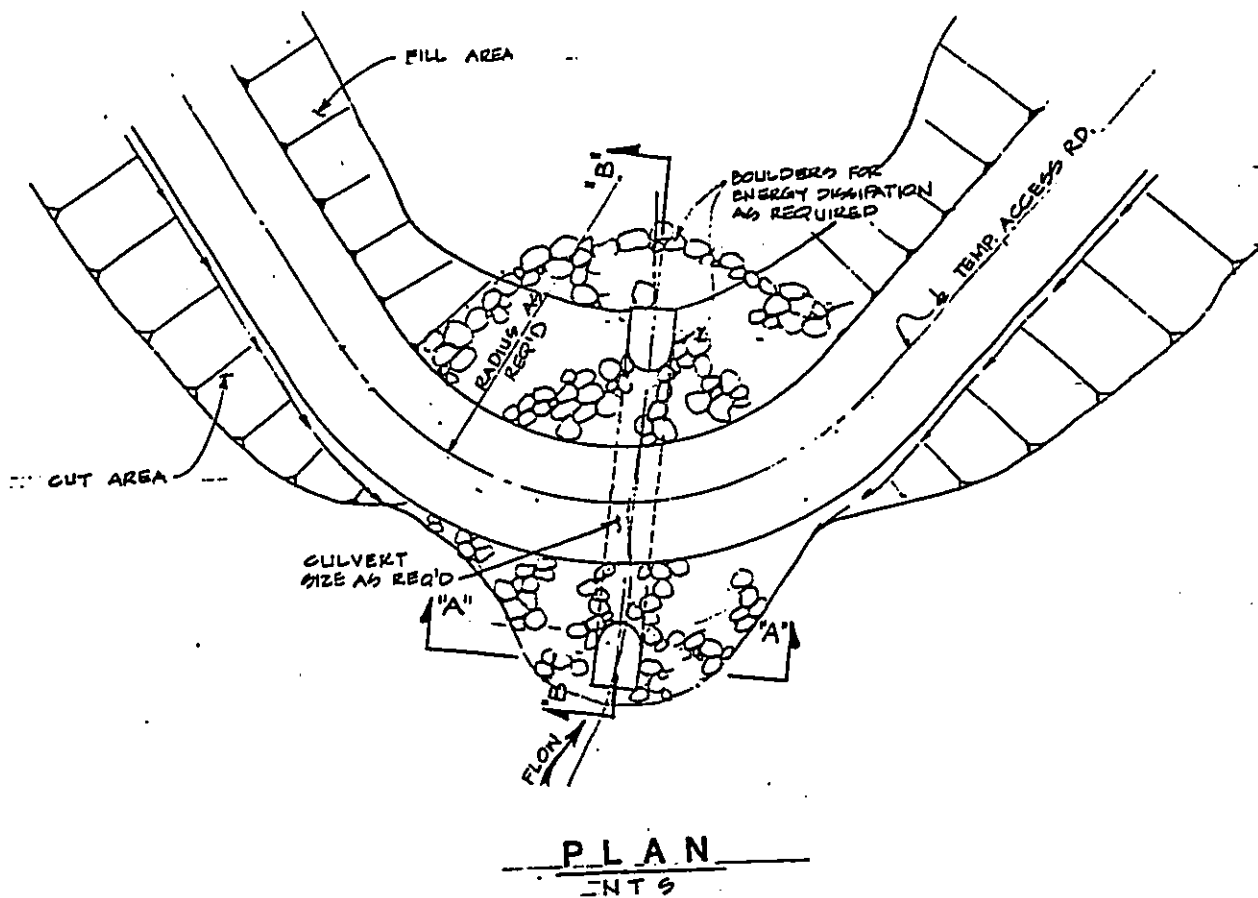 FILL AREA
"B"
BOULDERS FOR
ENERGY DISSIPATION
AS REQUIRED
TEMP. ACCESS RD.
RADIUS AS
REQ'D
CUT AREA
CULVERT
SIZE AS REQ'D
"A"
"A"
"B"
FLOW
PLAN
NTS